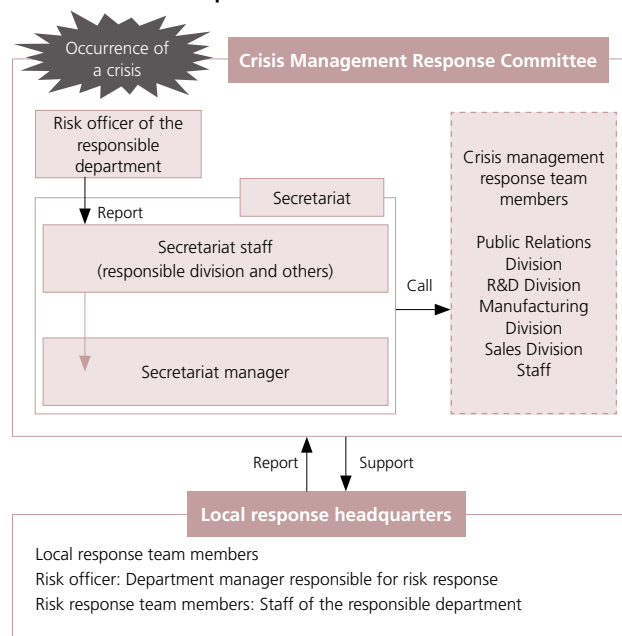 Occurrence of
a crisis
Crisis Management Response Committee
Risk officer of the
responsible
department
Report
Secretariat
Secretariat staff
(responsible division and others)
Secretariat manager
Call
Crisis management
response team
members
Public Relations
Division
R&D Division
Manufacturing
Division
Sales Division
Staff
Report
Support
Local response headquarters
Local response team members
Risk officer: Department manager responsible for risk response
Risk response team members: Staff of the responsible department